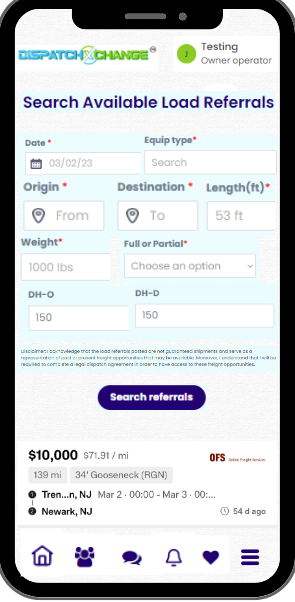 DISPATCHXCHANGE
J
Testing
Owner operator
Search Available Load Referrals
Date *
Equip type*
03/02/23
Search
Origin *
Destination *
Length(ft)*
From
To
53 ft
Weight*
Full or Partial*
1000 lbs
Choose an option
DH-O
DH-D
150
150
Disclaimer: I acknowledge that the load referrals posted are not guaranteed shipments and serve as a
representation of past or present freight opportunities that may be available. Moreover, I understand that I will be
required to complete a legal dispatch agreement in order to have access to these freight opportunities.
Search referrals
$10,000 $71.91 / mi
OFS Online Freight Services
139 mi 34' Gooseneck (RGN)
1 Tren...n, NJ Mar 2 · 00:00 - Mar 3 · 00:...
2 Newark, NJ
54 d ago